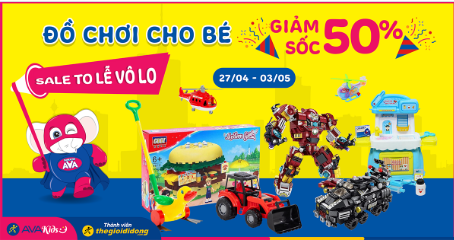 ĐỒ CHƠI CHO BÉ
GIẢM SỐC 50%
SALE TO LỄ VÔ LO
27/04 - 03/05
AVA
6+
AVAKids
Thành viên
thegioididong